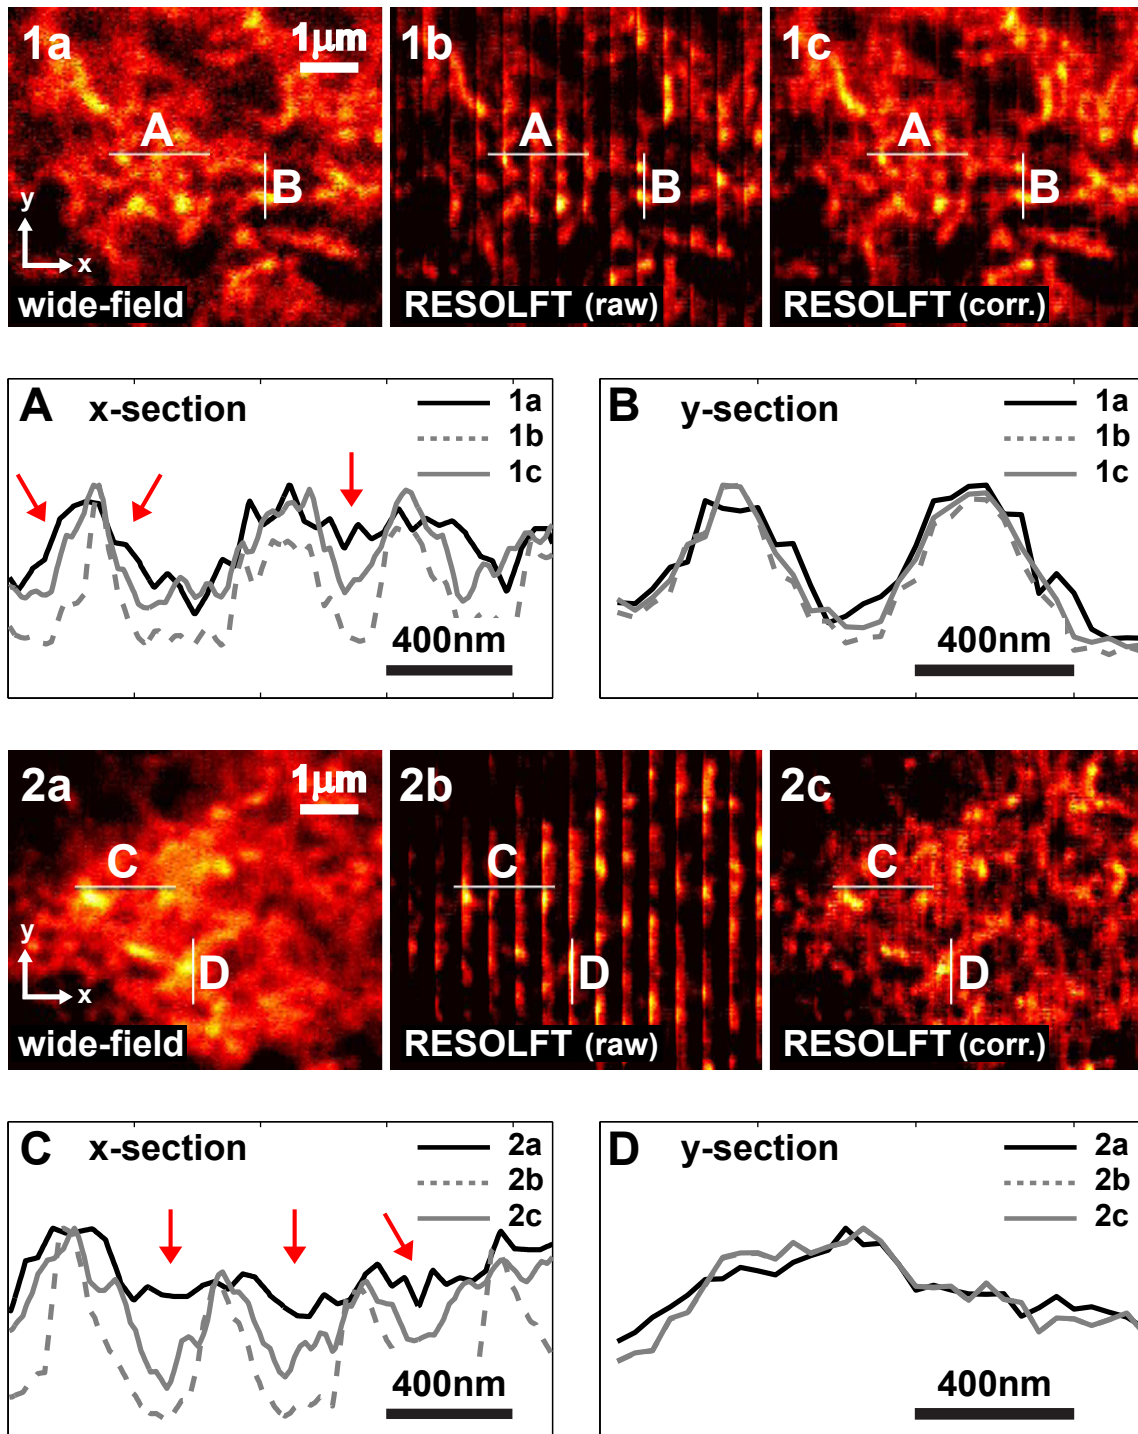 1a
1µm
A
B
y
x
wide-field
1b
A
B
RESOLFT (raw)
1c
A
B
RESOLFT (corr.)
A x-section
1a
1b
1c
400nm
B y-section
1a
1b
1c
400nm
2a
1µm
C
D
y
x
wide-field
2b
C
D
RESOLFT (raw)
2c
C
D
RESOLFT (corr.)
C x-section
2a
2b
2c
400nm
D y-section
2a
2b
2c
400nm